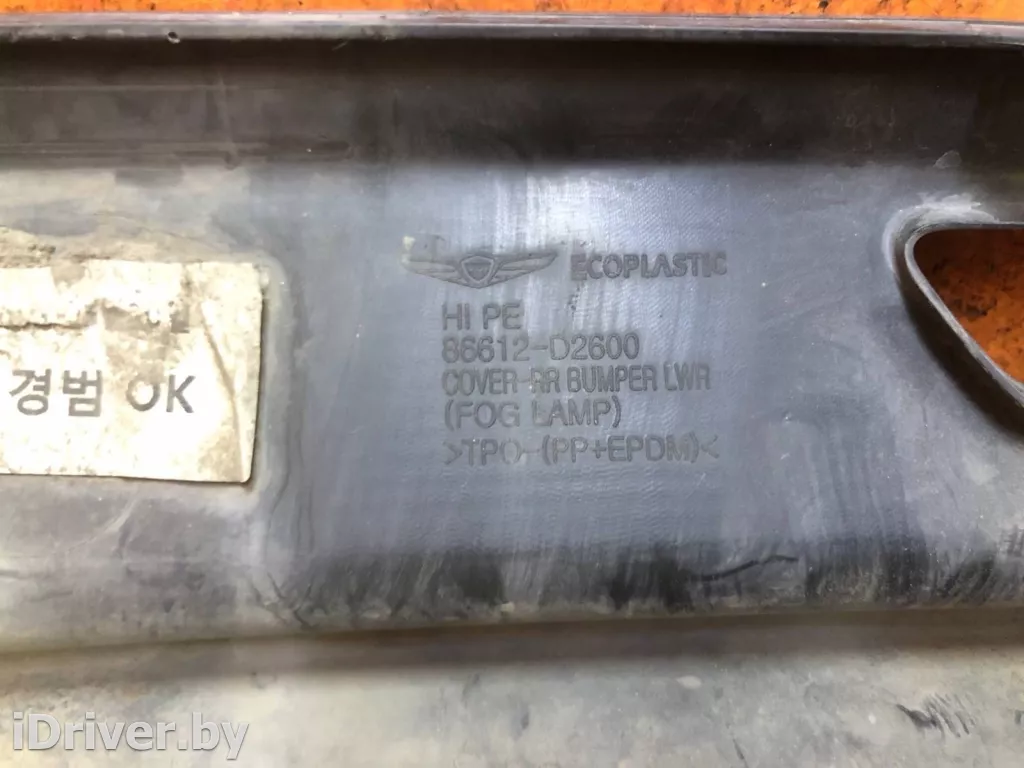 ECOPLASTIC
HI PE
86612-D2600
COVER-RR BUMPER LWR
(FOG LAMP)
>TPO-(PP+EPDM)<
경범 OK
iDriver.by